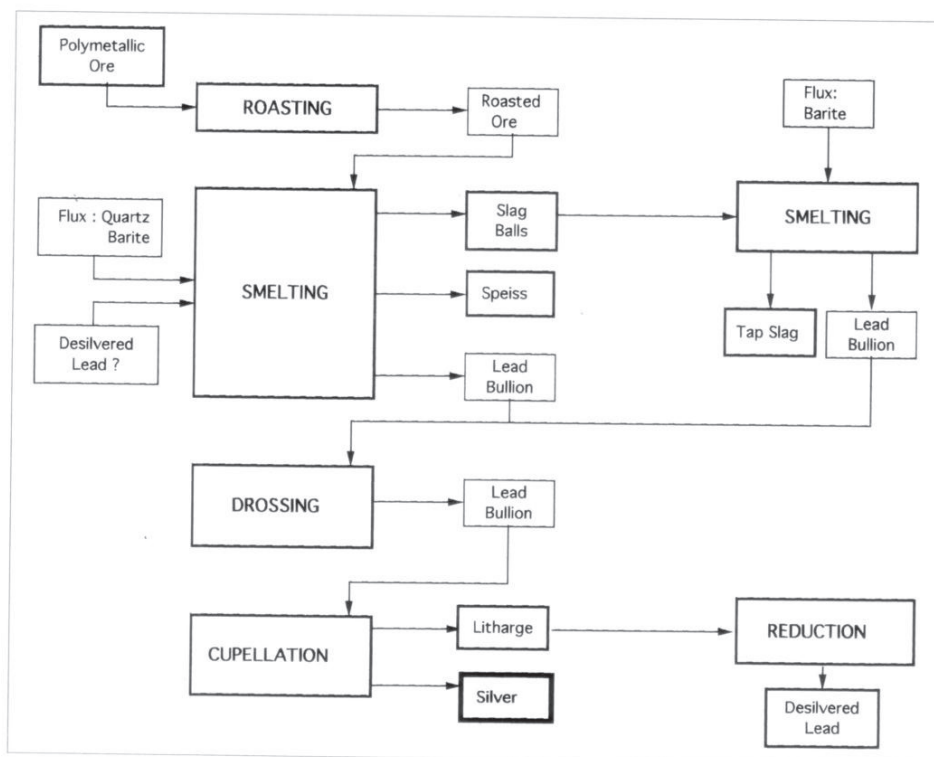 Polymetallic
Ore
ROASTING
Roasted
Ore
Flux:
Barite
Flux : Quartz
Barite
Desilvered
Lead ?
SMELTING
Slag
Balls
Speiss
Lead
Bullion
SMELTING
Tap Slag
Lead
Bullion
DROSSING
Lead
Bullion
CUPELLATION
Litharge
Silver
REDUCTION
Desilvered
Lead